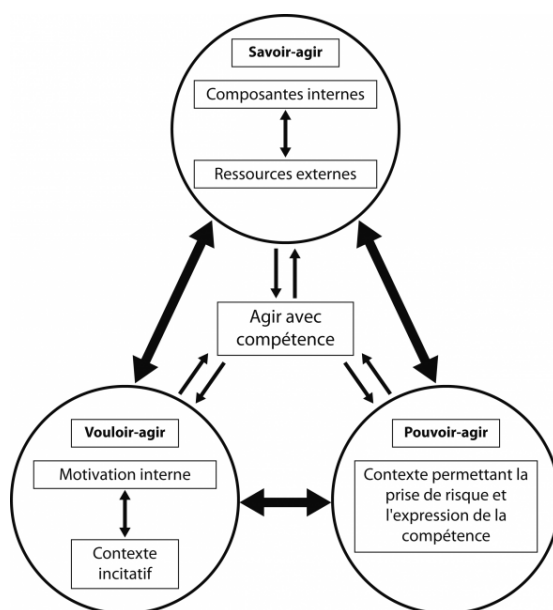 Savoir-agir
Composantes internes
Ressources externes
Agir avec
compétence
Vouloir-agir
Motivation interne
Contexte
incitatif
Pouvoir-agir
Contexte permettant la
prise de risque et
l'expression de la
compétence